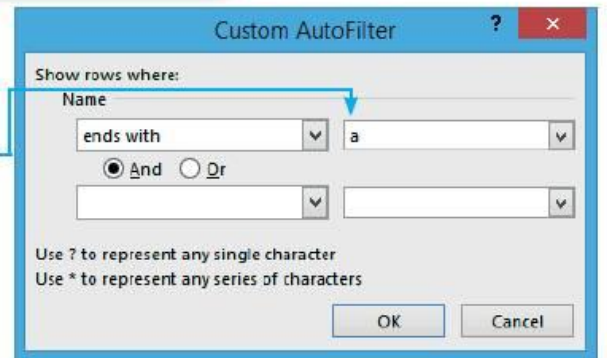 Custom AutoFilter ? ×
Show rows where:
Name
ends with a
And Or
Use ? to represent any single character
Use * to represent any series of characters
OK Cancel